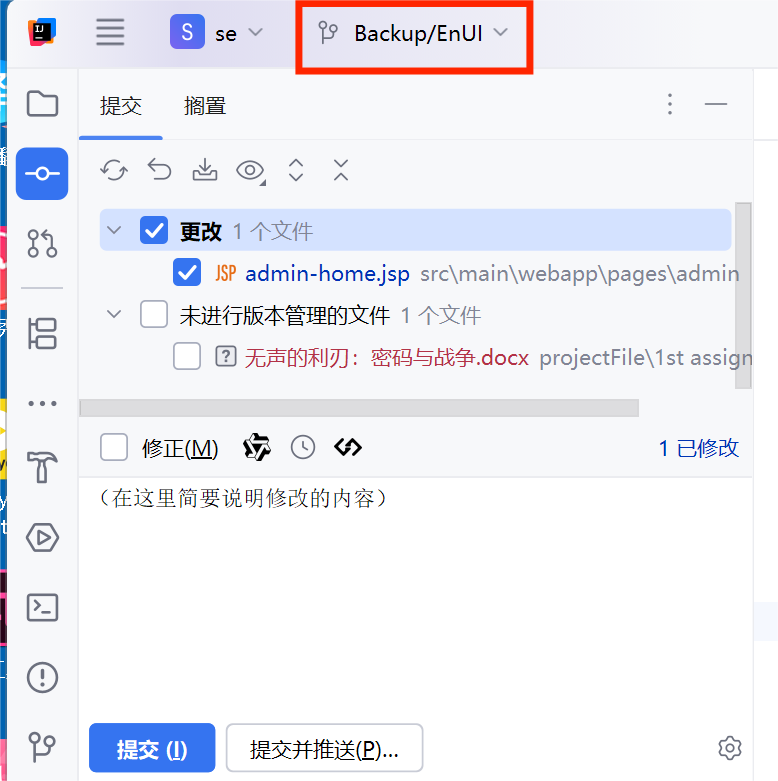 S se Backup/EnUI
提交 搁置
更改 1 个文件
JSP admin-home.jsp src\main\webapp\pages\admin
未进行版本管理的文件 1 个文件
? 无声的利刃：密码与战争.docx projectFile\1st assign
修正(M) 1 已修改
（在这里简要说明修改的内容）
提交 (I) 提交并推送(P)...